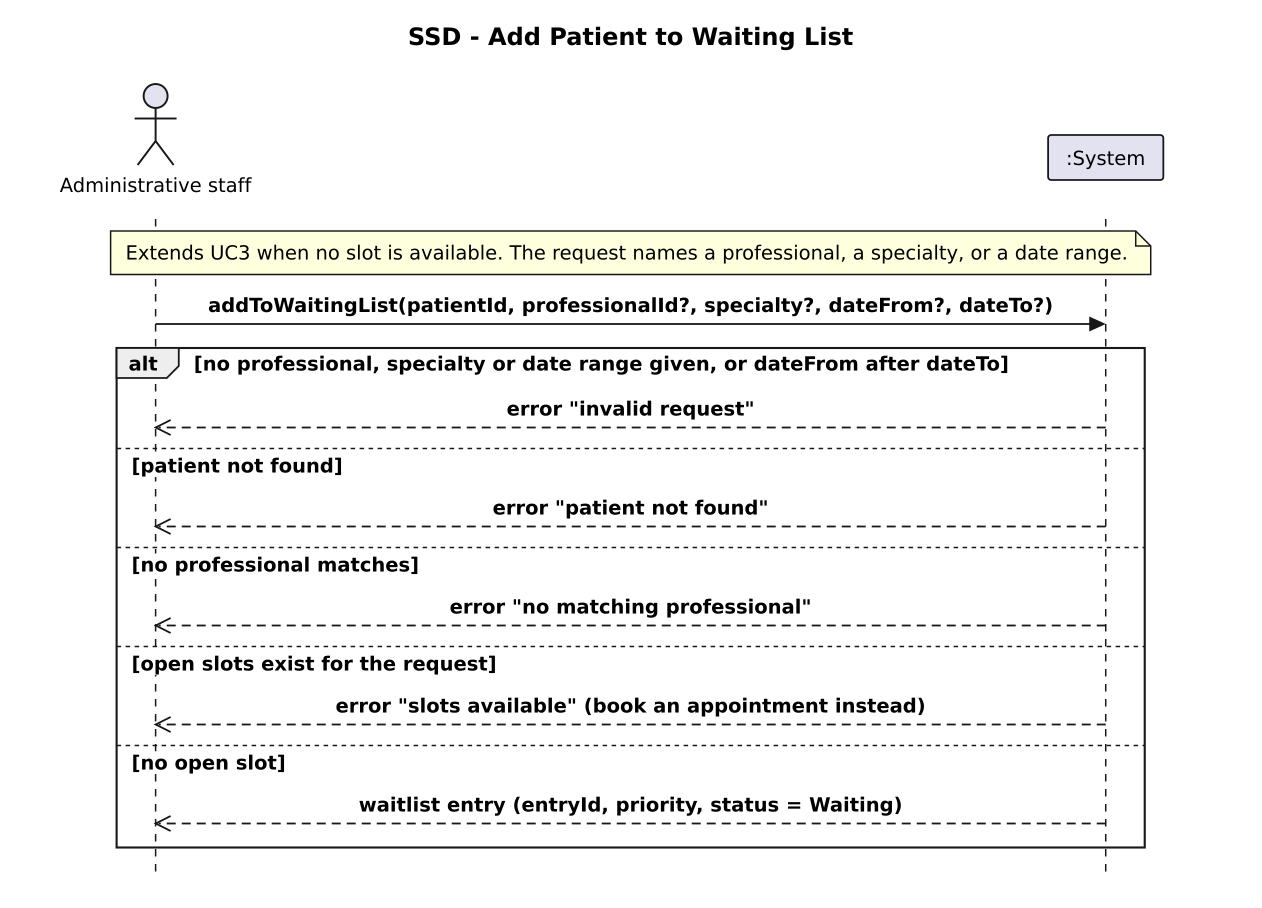 SSD - Add Patient to Waiting List
Administrative staff
:System
Extends UC3 when no slot is available. The request names a professional, a specialty, or a date range.
addToWaitingList(patientId, professionalId?, specialty?, dateFrom?, dateTo?)
alt [no professional, specialty or date range given, or dateFrom after dateTo]
error "invalid request"
[patient not found]
error "patient not found"
[no professional matches]
error "no matching professional"
[open slots exist for the request]
error "slots available" (book an appointment instead)
[no open slot]
waitlist entry (entryId, priority, status = Waiting)